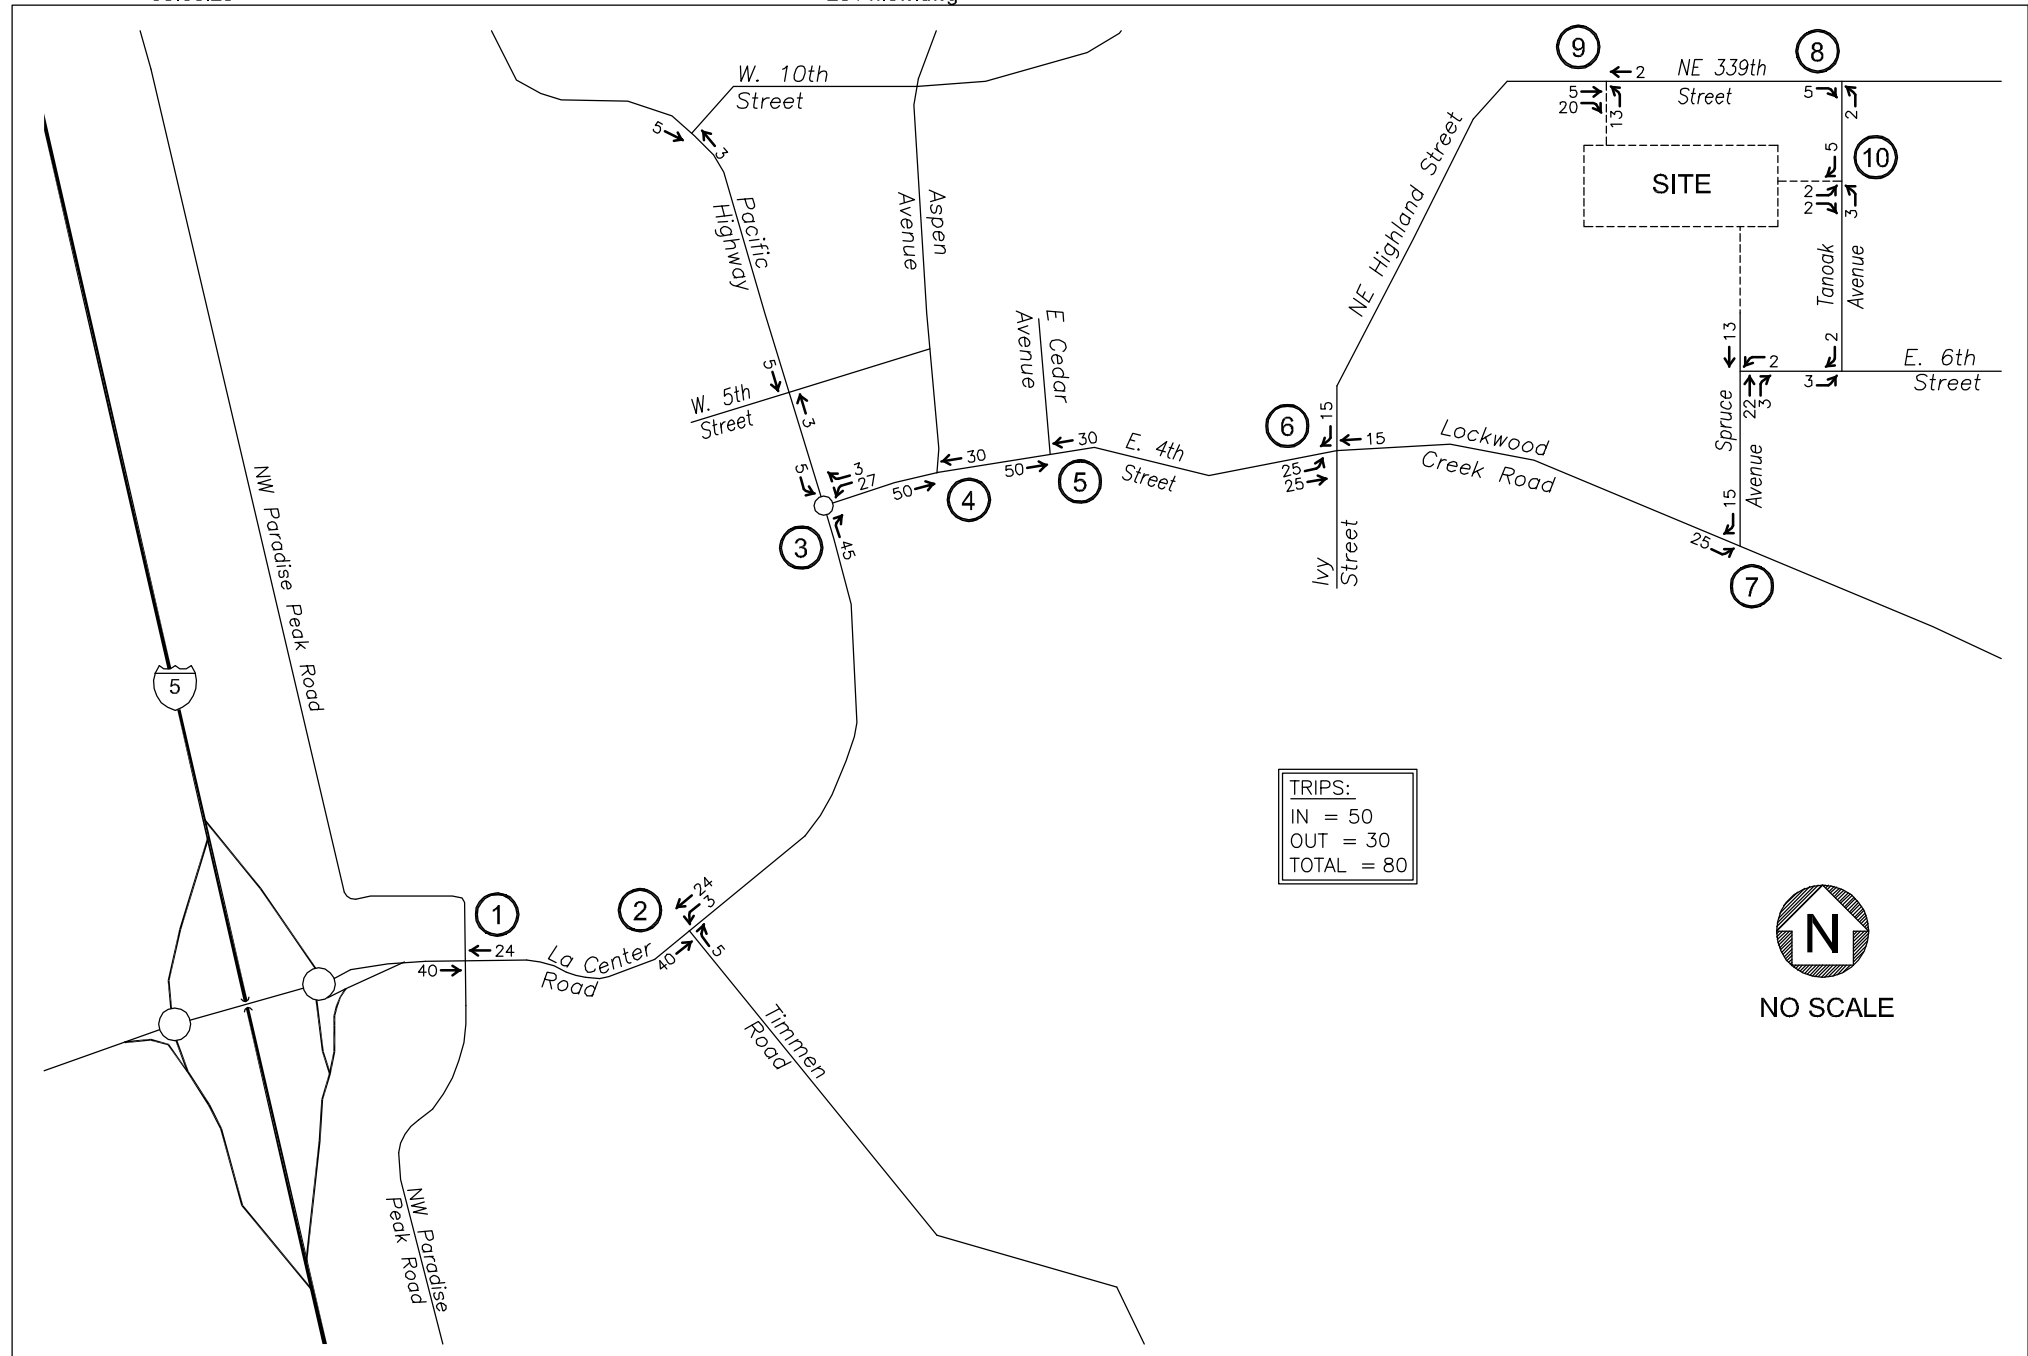 9
8
2
NE 339th
Street
5
20
13
5
2
W. 10th
Street
5
3
5
10
SITE
2
2
3
NE Highland Street
Pacific
Highway
Aspen
Avenue
Tanoak
Avenue
E Cedar
Avenue
13
2
2
E. 6th
Street
3
22
3
5
W. 5th
Street
3
Spruce
Avenue
6
15
15
Lockwood
Creek Road
30
E. 4th
Street
30
50
25
25
3
27
5
50
4
5
3
45
Ivy
Street
15
25
7
NW Paradise Peak Road
5
TRIPS:
IN = 50
OUT = 30
TOTAL = 80
1
2
24
3
24
40
La Center
Road
40
5
N
NO SCALE
Timmen
Road
NW Paradise
Peak Road